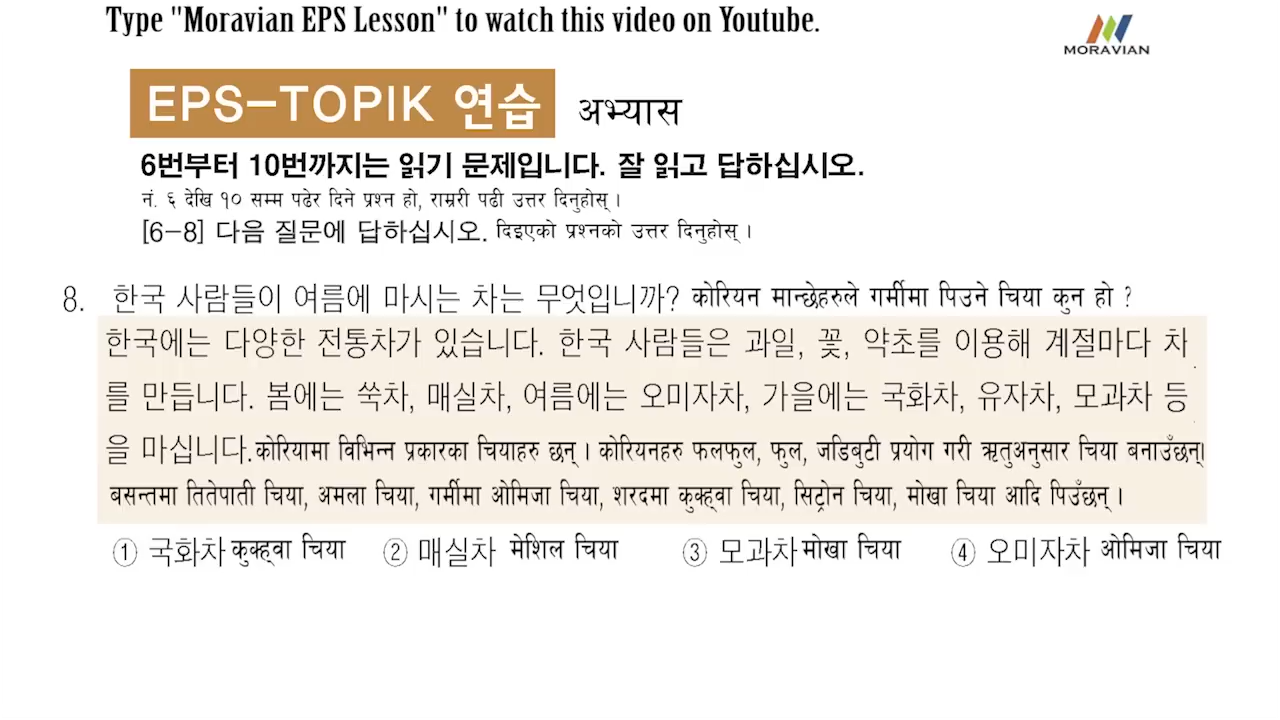 Type "Moravian EPS Lesson" to watch this video on Youtube.
MORAVIAN
EPS-TOPIK 연습 अभ्यास
6번부터 10번까지는 읽기 문제입니다. 잘 읽고 답하십시오.
नं. ६ देखि १० सम्म पढेर दिने प्रश्न हो, राम्ररी पढी उत्तर दिनुहोस् ।
[6-8] 다음 질문에 답하십시오. दिइएको प्रश्नको उत्तर दिनुहोस् ।
8. 한국 사람들이 여름에 마시는 차는 무엇입니까? कोरियन मान्छेहरुले गर्मीमा पिउने चिया कुन हो ?
한국에는 다양한 전통차가 있습니다. 한국 사람들은 과일, 꽃, 약초를 이용해 계절마다 차
를 만듭니다. 봄에는 쑥차, 매실차, 여름에는 오미자차, 가을에는 국화차, 유자차, 모과차 등
을 마십니다. कोरियामा विभिन्न प्रकारका चियाहरु छन् । कोरियनहरु फलफुल, फुल, जडिबुटी प्रयोग गरी ऋतुअनुसार चिया बनाउँछन्।
बसन्तमा तितेपाती चिया, अमला चिया, गर्मीमा ओमिजा चिया, शरदमा कुक्ह्वा चिया, सिट्रोन चिया, मोखा चिया आदि पिउँछन् ।
① 국화차 कुक्ह्वा चिया ② 매실차 मेशिल चिया ③ 모과차 मोखा चिया ④ 오미자차 ओमिजा चिया